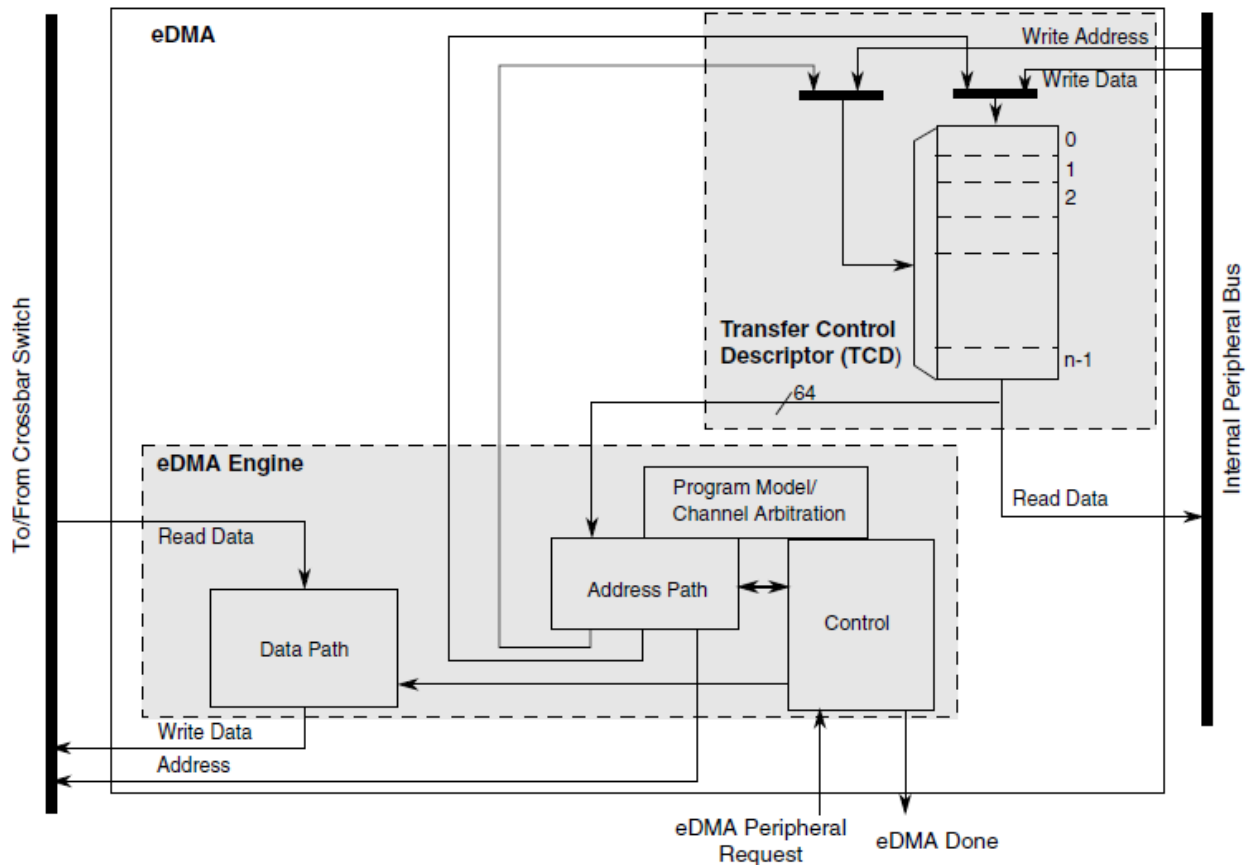 eDMA
Write Address
Write Data
0
1
2
n-1
Transfer Control
Descriptor (TCD)
64
To/From Crossbar Switch
Internal Peripheral Bus
eDMA Engine
Program Model/
Channel Arbitration
Read Data
Read Data
Address Path
Control
Data Path
Write Data
Address
eDMA Peripheral
Request
eDMA Done